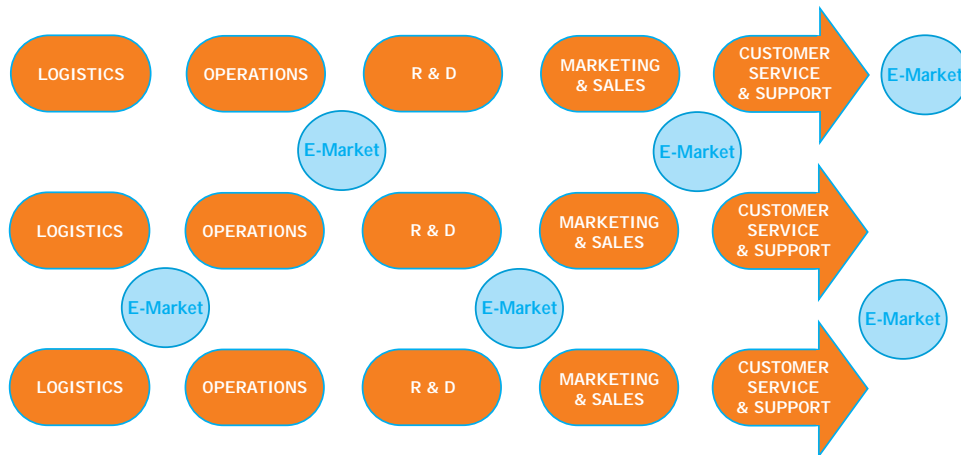 LOGISTICS
OPERATIONS
R & D
MARKETING
& SALES
CUSTOMER
SERVICE
& SUPPORT
E-Market
E-Market
E-Market
LOGISTICS
OPERATIONS
R & D
MARKETING
& SALES
CUSTOMER
SERVICE
& SUPPORT
E-Market
E-Market
E-Market
LOGISTICS
OPERATIONS
R & D
MARKETING
& SALES
CUSTOMER
SERVICE
& SUPPORT